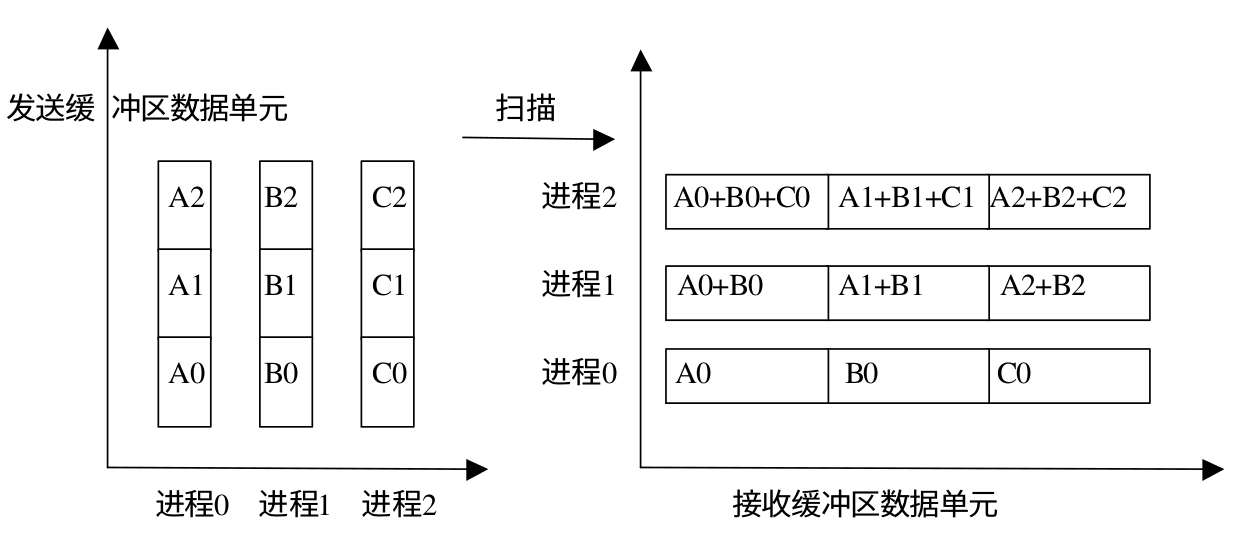 发送缓冲区数据单元
扫描
A2 B2 C2
A1 B1 C1
A0 B0 C0
进程0 进程1 进程2
进程2 A0+B0+C0 A1+B1+C1 A2+B2+C2
进程1 A0+B0 A1+B1 A2+B2
进程0 A0 B0 C0
接收缓冲区数据单元